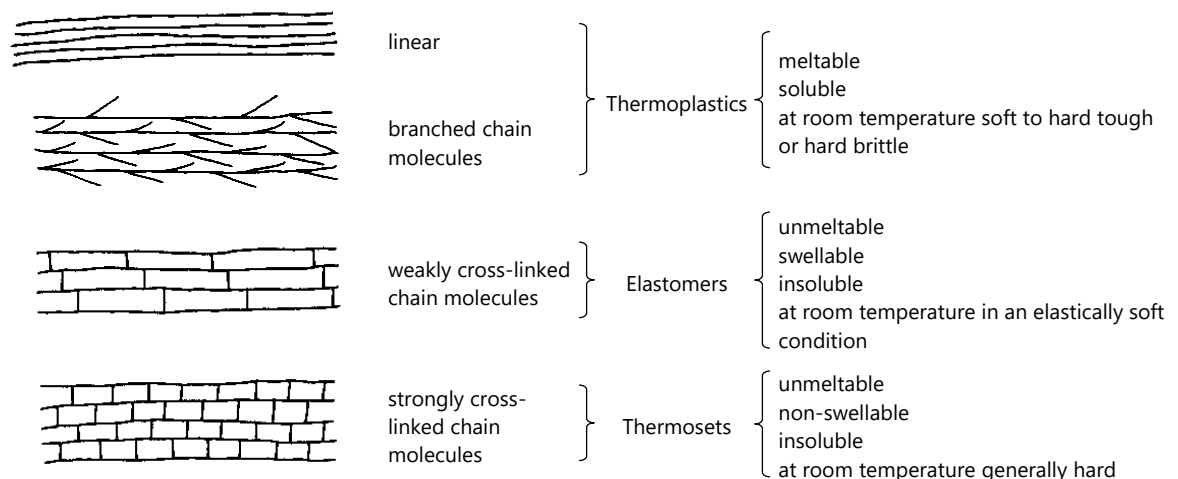 linear
branched chain
molecules
Thermoplastics
meltable
soluble
at room temperature soft to hard tough
or hard brittle
weakly cross-linked
chain molecules
Elastomers
unmeltable
swellable
insoluble
at room temperature in an elastically soft
condition
strongly cross-
linked chain
molecules
Thermosets
unmeltable
non-swellable
insoluble
at room temperature generally hard